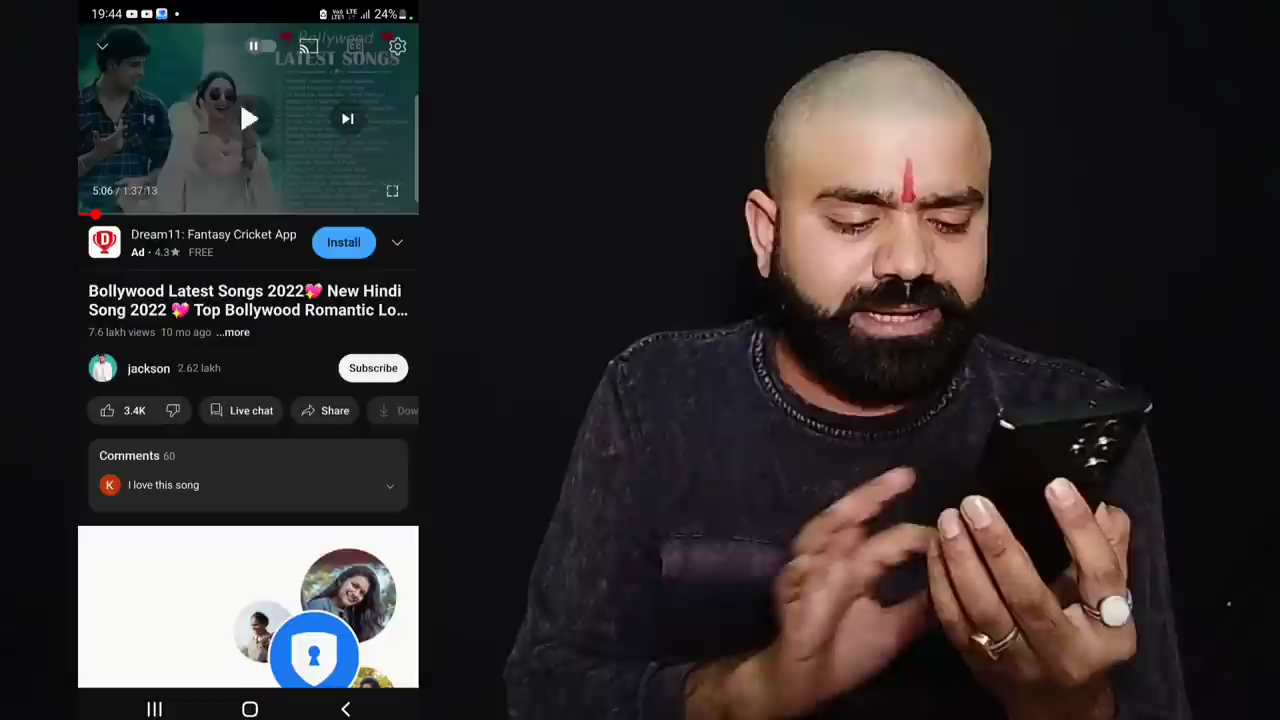 19:44
24%
Bollywood
LATEST SONGS
5:06 / 1:37:13
Dream11: Fantasy Cricket App
Ad · 4.3★ FREE
Install
Bollywood Latest Songs 2022💖 New Hindi
Song 2022 💖 Top Bollywood Romantic Lo...
7.6 lakh views 10 mo ago ...more
jackson 2.62 lakh
Subscribe
3.4K
Live chat
Share
Dow
Comments 60
K I love this song